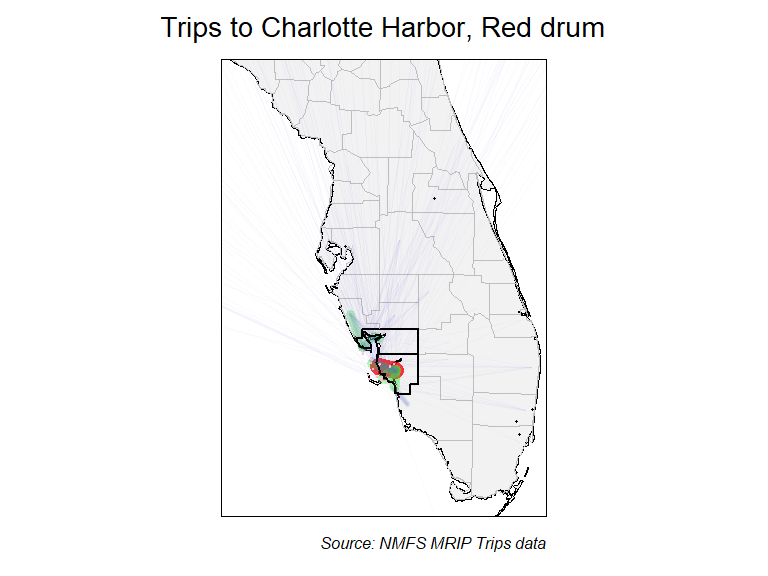 Trips to Charlotte Harbor, Red drum
Source: NMFS MRIP Trips data